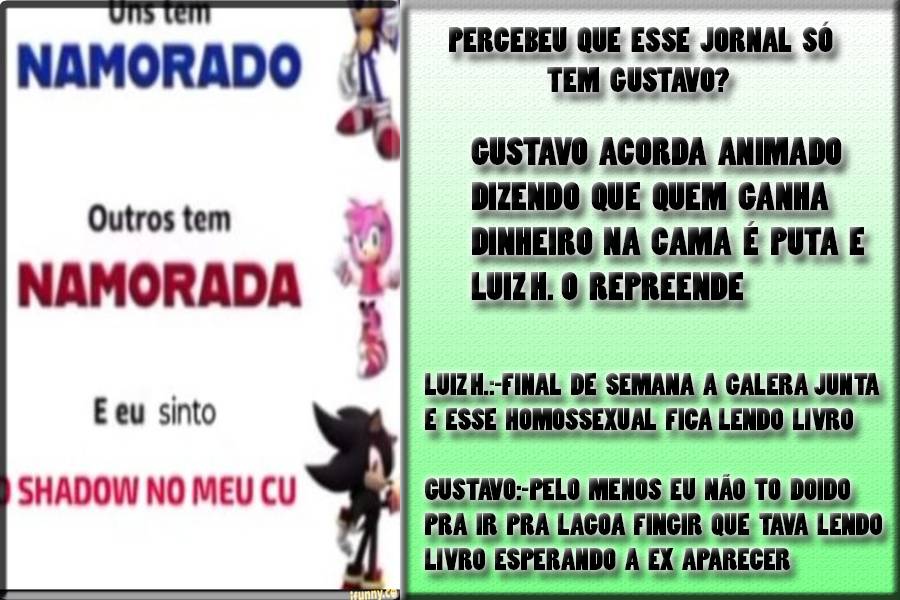 Uns tem
NAMORADO
Outros tem
NAMORADA
E eu sinto
O SHADOW NO MEU CU
ifunny.co
PERCEBEU QUE ESSE JORNAL SÓ
TEM GUSTAVO?
GUSTAVO ACORDA ANIMADO
DIZENDO QUE QUEM GANHA
DINHEIRO NA CAMA É PUTA E
LUIZ H. O REPREENDE
LUIZ H.:-FINAL DE SEMANA A GALERA JUNTA
E ESSE HOMOSSEXUAL FICA LENDO LIVRO
GUSTAVO:-PELO MENOS EU NÃO TO DOIDO
PRA IR PRA LAGOA FINGIR QUE TAVA LENDO
LIVRO ESPERANDO A EX APARECER